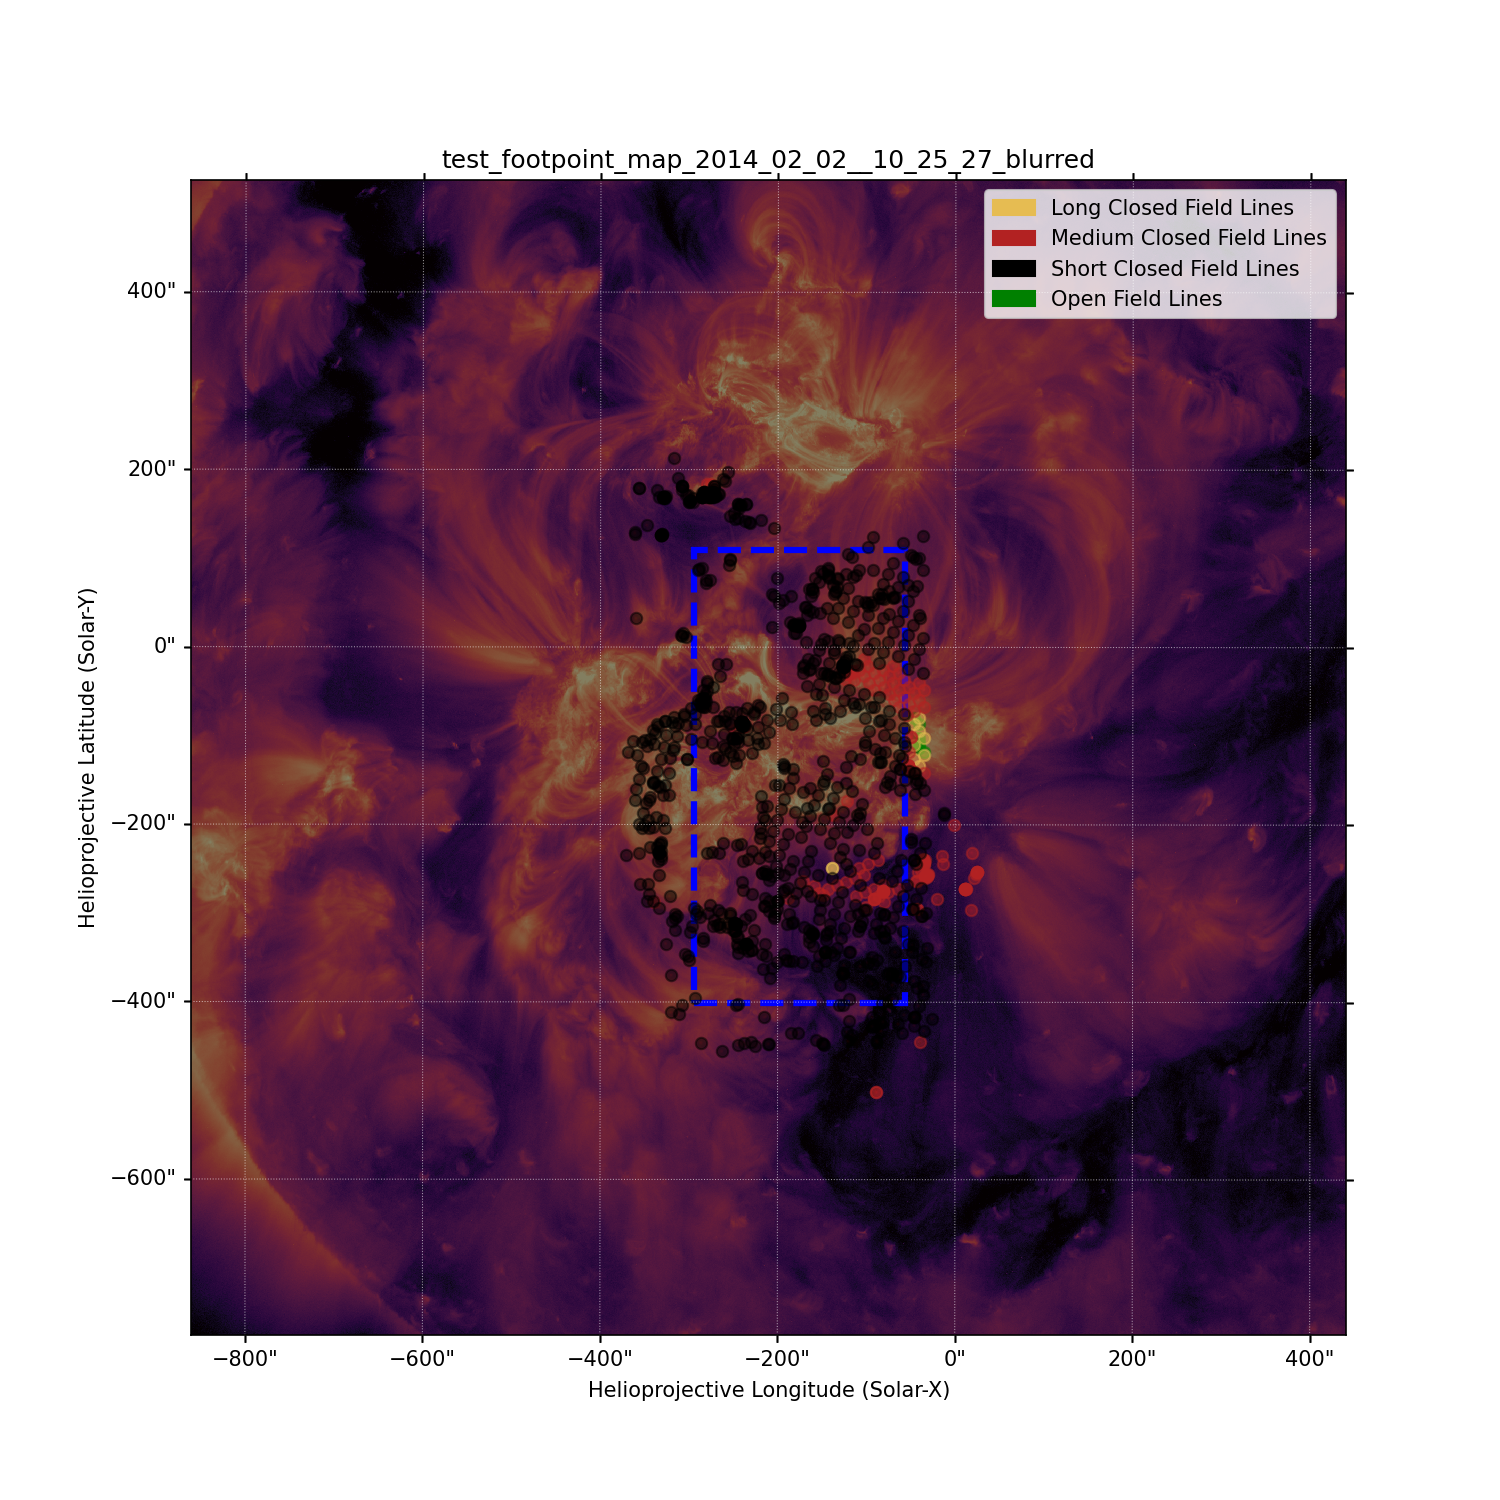 test_footpoint_map_2014_02_02__10_25_27_blurred
Long Closed Field Lines
Medium Closed Field Lines
Short Closed Field Lines
Open Field Lines
400"
200"
0"
−200"
−400"
−600"
Helioprojective Latitude (Solar-Y)
−800"
−600"
−400"
−200"
0"
200"
400"
Helioprojective Longitude (Solar-X)